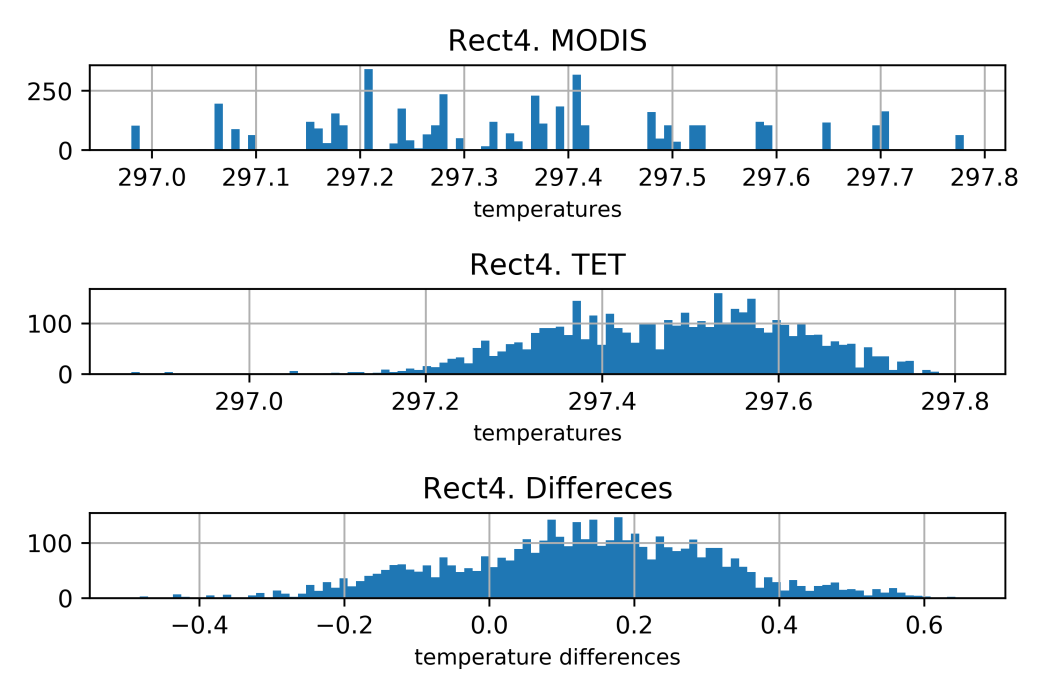 Rect4. MODIS
250
0
297.0 297.1 297.2 297.3 297.4 297.5 297.6 297.7 297.8
temperatures
Rect4. TET
100
0
297.0 297.2 297.4 297.6 297.8
temperatures
Rect4. Differeces
100
0
−0.4 −0.2 0.0 0.2 0.4 0.6
temperature differences